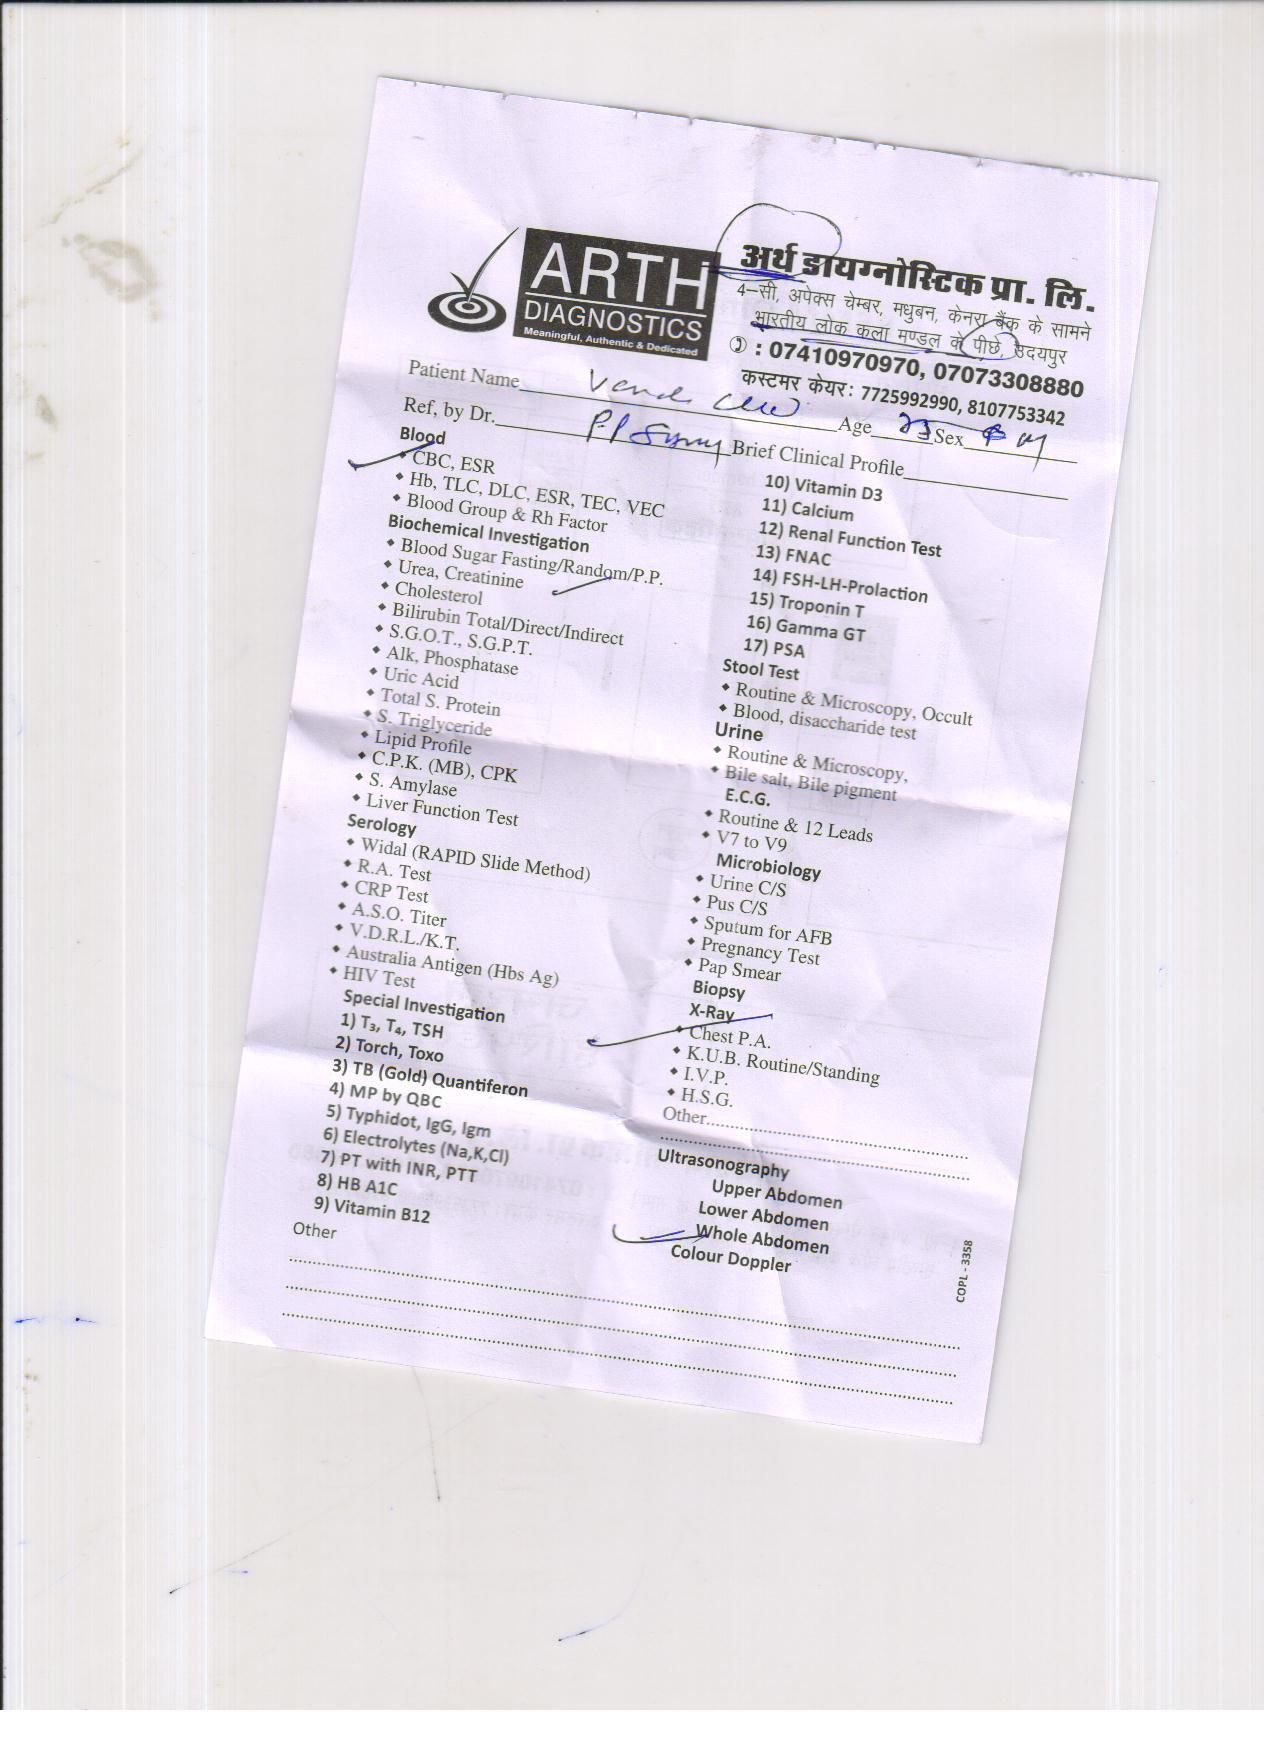 ARTH
DIAGNOSTICS
Meaningful, Authentic & Dedicated
अर्थ डायग्नोस्टिक प्रा. लि.
4–सी, अपेक्स चेम्बर, मधुबन, केनरा बैंक के सामने
भारतीय लोक कला मण्डल के पीछे, उदयपुर
: 07410970970, 07073308880
कस्टमर केयर: 7725992990, 8107753342
Patient Name
Age Sex
Ref, by Dr.
Brief Clinical Profile
Blood
CBC, ESR
Hb, TLC, DLC, ESR, TEC, VEC
Blood Group & Rh Factor
Biochemical Investigation
Blood Sugar Fasting/Random/P.P.
Urea, Creatinine
Cholesterol
Bilirubin Total/Direct/Indirect
S.G.O.T., S.G.P.T.
Alk, Phosphatase
Uric Acid
Total S. Protein
S. Triglyceride
Lipid Profile
C.P.K. (MB), CPK
S. Amylase
Liver Function Test
Serology
Widal (RAPID Slide Method)
R.A. Test
CRP Test
A.S.O. Titer
V.D.R.L./K.T.
Australia Antigen (Hbs Ag)
HIV Test
Special Investigation
1) T₃, T₄, TSH
2) Torch, Toxo
3) TB (Gold) Quantiferon
4) MP by QBC
5) Typhidot, IgG, Igm
6) Electrolytes (Na,K,Cl)
7) PT with INR, PTT
8) HB A1C
9) Vitamin B12
Other
10) Vitamin D3
11) Calcium
12) Renal Function Test
13) FNAC
14) FSH-LH-Prolaction
15) Troponin T
16) Gamma GT
17) PSA
Stool Test
Routine & Microscopy, Occult
Blood, disaccharide test
Urine
Routine & Microscopy,
Bile salt, Bile pigment
E.C.G.
Routine & 12 Leads
V7 to V9
Microbiology
Urine C/S
Pus C/S
Sputum for AFB
Pregnancy Test
Pap Smear
Biopsy
X-Ray
Chest P.A.
K.U.B. Routine/Standing
I.V.P.
H.S.G.
Other
Ultrasonography
Upper Abdomen
Lower Abdomen
Whole Abdomen
Colour Doppler
COPL - 3358